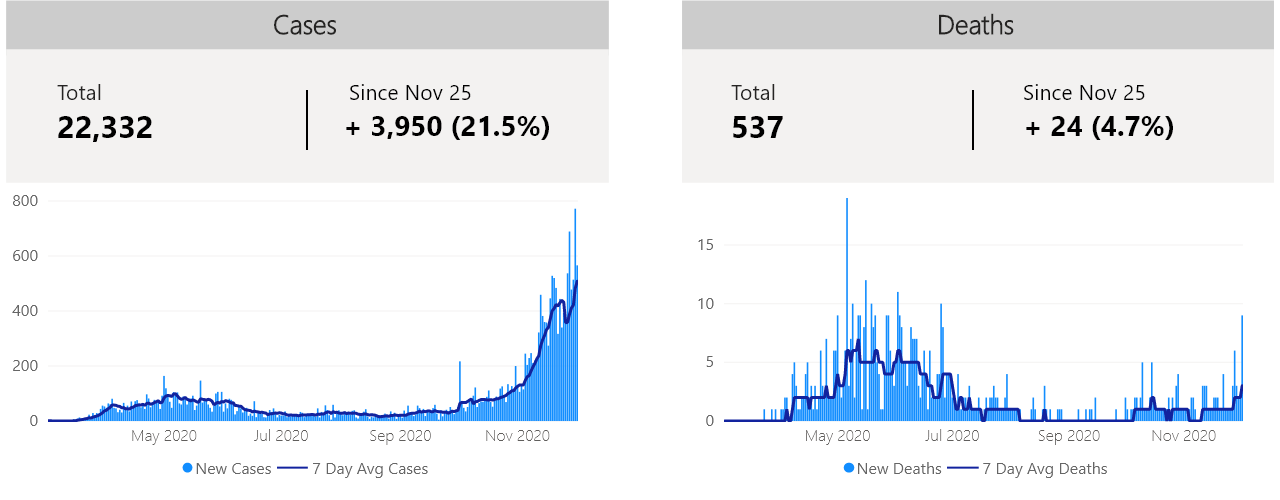 Cases
Total
22,332
Since Nov 25
+ 3,950 (21.5%)
800
600
400
200
0
May 2020 Jul 2020 Sep 2020 Nov 2020
New Cases 7 Day Avg Cases
Deaths
Total
537
Since Nov 25
+ 24 (4.7%)
15
10
5
0
May 2020 Jul 2020 Sep 2020 Nov 2020
New Deaths 7 Day Avg Deaths